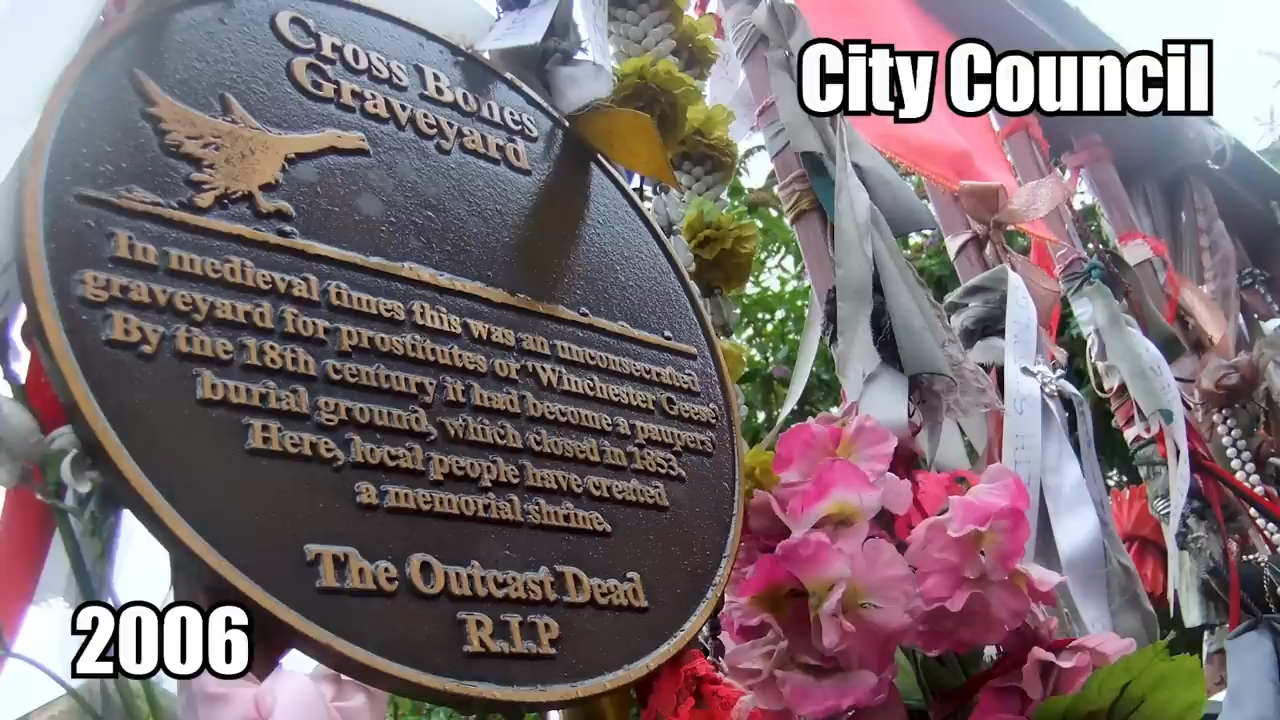 City Council
Cross Bones
Graveyard
In medieval times this was an unconsecrated
graveyard for prostitutes or 'Winchester Geese'
By the 18th century it had become a paupers'
burial ground, which closed in 1853.
Here, local people have created
a memorial shrine.
The Outcast Dead
R.I.P
2006